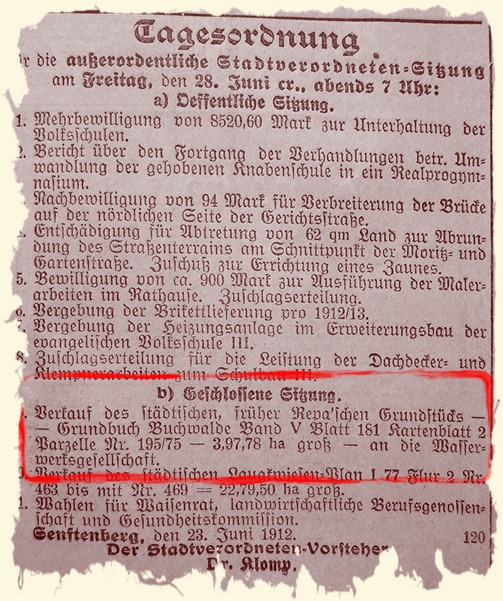 Tagesordnung
r die außerordentliche Stadtverordneten-Sitzung
am Freitag, den 28. Juni cr., abends 7 Uhr:
a) Oeffentliche Sitzung.
1. Mehrbewilligung von 8520,60 Mark zur Unterhaltung der
Volksschulen.
2. Bericht über den Fortgang der Verhandlungen betr. Um-
wandlung der gehobenen Knabenschule in ein Realprogym-
nasium.
Nachbewilligung von 94 Mark für Verbreiterung der Brücke
auf der nördlichen Seite der Gerichtsstraße.
Entschädigung für Abtretung von 62 qm Land zur Abrun-
dung des Straßenterrains am Schnittpunkt der Moritz- und
Gartenstraße. Zuschuß zur Errichtung eines Zaunes.
5. Bewilligung von ca. 900 Mark zur Ausführung der Maler-
arbeiten im Rathause. Zuschlagserteilung.
6. Vergebung der Brikettlieferung pro 1912/13.
7. Vergebung der Heizungsanlage im Erweiterungsbau der
evangelischen Volksschule III.
8. Zuschlagserteilung für die Leistung der Dachdecker- und
Klempnerarbeiten zum Schulbau III.
b) Geschlossene Sitzung.
Verkauf des städtischen, früher Repa'schen Grundstücks —
— Grundbuch Buchwalde Band V Blatt 181 Kartenblatt 2
Parzelle Nr. 195/75 — 3,97,78 ha groß — an die Wasser-
werksgesellschaft.
Verkauf des städtischen Laugkwiesen-Plan I 77 Flur 2 Nr.
463 bis mit Nr. 469 = 22,79,50 ha groß.
1. Wahlen für Waisenrat, landwirtschaftliche Berufsgenossen-
schaft und Gesundheitskommission.
Senftenberg, den 23. Juni 1912. 120
Der Stadtverordneten-Vorsteher
Dr. Klomp.